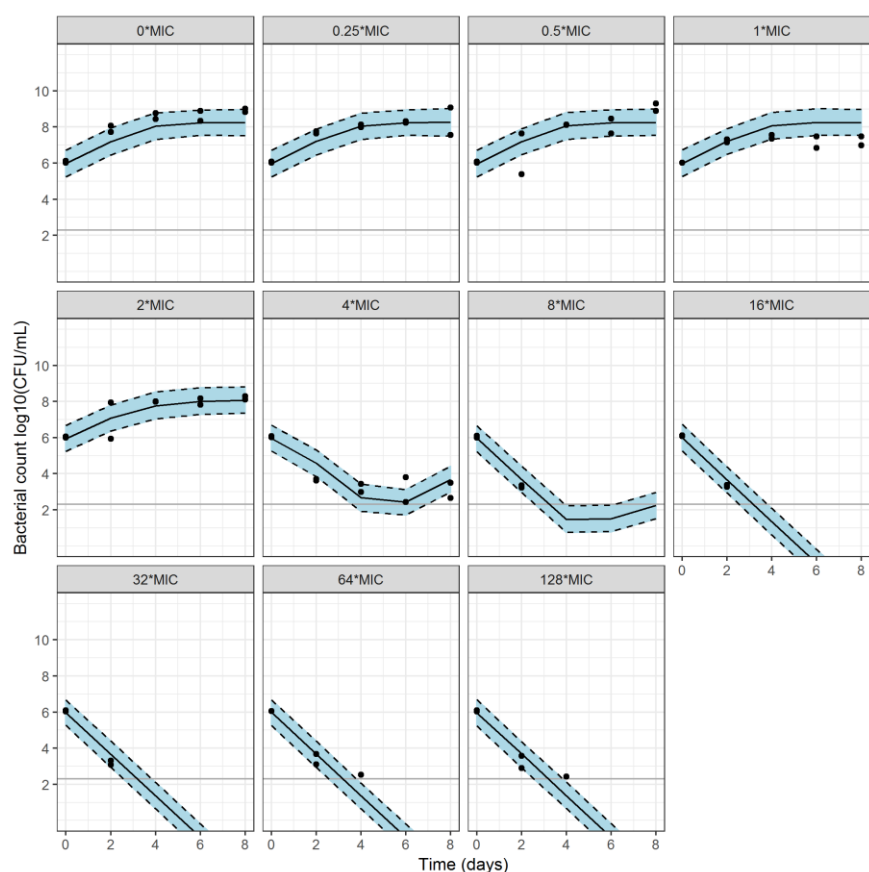 0*MIC 0.25*MIC 0.5*MIC 1*MIC
10
8
6
4
2
2*MIC 4*MIC 8*MIC 16*MIC
10
8
6
4
2
0 2 4 6 8
32*MIC 64*MIC 128*MIC
10
8
6
4
2
0 2 4 6 8 0 2 4 6 8 0 2 4 6 8
Bacterial count log10(CFU/mL)
Time (days)